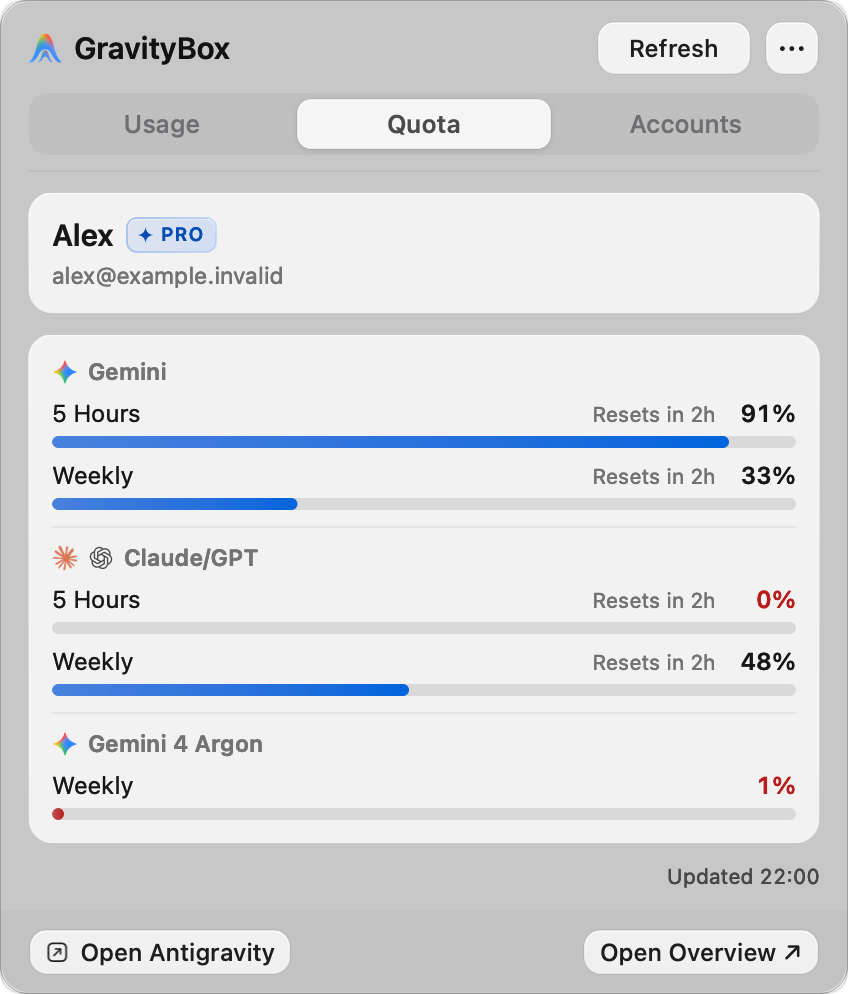 GravityBox
Refresh
Usage
Quota
Accounts
Alex
PRO
alex@example.invalid
Gemini
5 Hours Resets in 2h 91%
Weekly Resets in 2h 33%
Claude/GPT
5 Hours Resets in 2h 0%
Weekly Resets in 2h 48%
Gemini 4 Argon
Weekly 1%
Updated 22:00
Open Antigravity
Open Overview